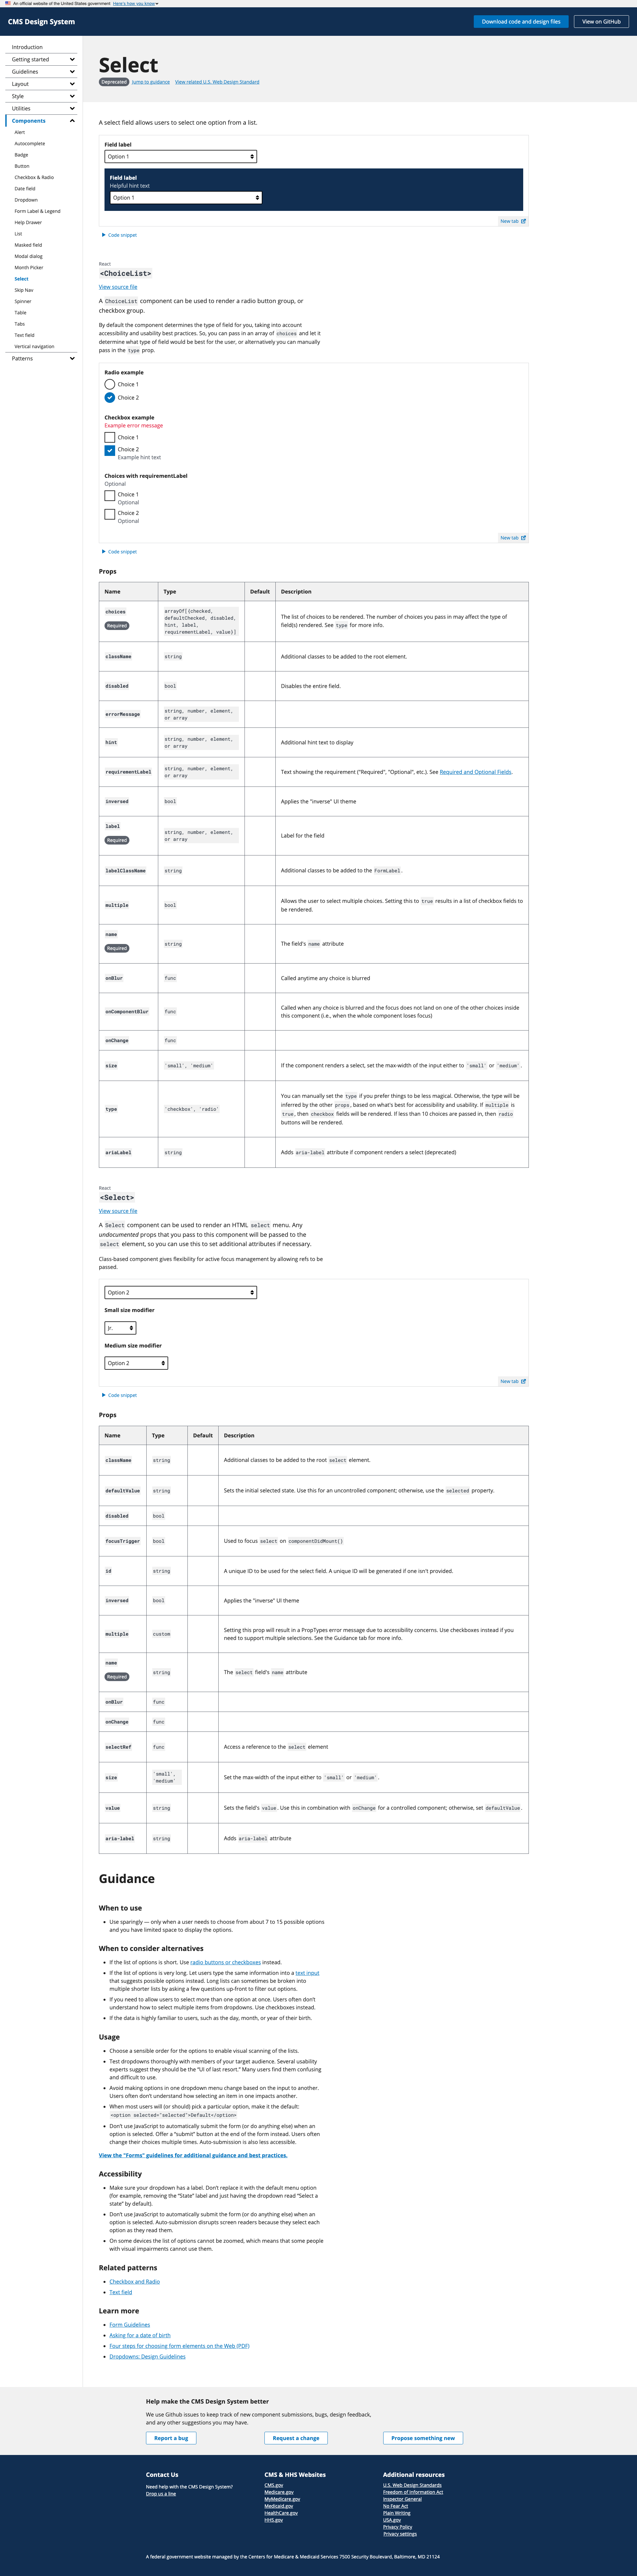 An official website of the United States government Here's how you know
CMS Design System
Download code and design files
View on GitHub
Introduction
Getting started
Guidelines
Layout
Style
Utilities
Components
Alert
Autocomplete
Badge
Button
Checkbox & Radio
Date field
Dropdown
Form Label & Legend
Help Drawer
List
Masked field
Modal dialog
Month Picker
Select
Skip Nav
Spinner
Table
Tabs
Text field
Vertical navigation
Patterns
Select
Deprecated Jump to guidance View related U.S. Web Design Standard
A select field allows users to select one option from a list.
Field label
Option 1
Field label
Helpful hint text
Option 1
New tab
Code snippet
React
<ChoiceList>
View source file
A ChoiceList component can be used to render a radio button group, or
checkbox group.
By default the component determines the type of field for you, taking into account
accessibility and usability best practices. So, you can pass in an array of choices and let it
determine what type of field would be best for the user, or alternatively you can manually
pass in the type prop.
Radio example
Choice 1
Choice 2
Checkbox example
Example error message
Choice 1
Choice 2
Example hint text
Choices with requirementLabel
Optional
Choice 1
Optional
Choice 2
Optional
New tab
Code snippet
Props
Name Type Default Description
choices
Required
arrayOf[{checked,
defaultChecked, disabled,
hint, label,
requirementLabel, value}]
The list of choices to be rendered. The number of choices you pass in may affect the type of
field(s) rendered. See type for more info.
className string Additional classes to be added to the root element.
disabled bool Disables the entire field.
errorMessage string, number, element,
or array
hint string, number, element,
or array
Additional hint text to display
requirementLabel string, number, element,
or array
Text showing the requirement ("Required", "Optional", etc.). See Required and Optional Fields.
inversed bool Applies the "inverse" UI theme
label
Required
string, number, element,
or array
Label for the field
labelClassName string Additional classes to be added to the FormLabel.
multiple bool Allows the user to select multiple choices. Setting this to true results in a list of checkbox fields to
be rendered.
name
Required
string The field's name attribute
onBlur func Called anytime any choice is blurred
onComponentBlur func Called when any choice is blurred and the focus does not land on one of the other choices inside
this component (i.e., when the whole component loses focus)
onChange func
size 'small', 'medium' If the component renders a select, set the max-width of the input either to 'small' or 'medium'.
type 'checkbox', 'radio' You can manually set the type if you prefer things to be less magical. Otherwise, the type will be
inferred by the other props, based on what's best for accessibility and usability. If multiple is
true, then checkbox fields will be rendered. If less than 10 choices are passed in, then radio
buttons will be rendered.
ariaLabel string Adds aria-label attribute if component renders a select (deprecated)
React
<Select>
View source file
A Select component can be used to render an HTML select menu. Any
undocumented props that you pass to this component will be passed to the
select element, so you can use this to set additional attributes if necessary.
Class-based component gives flexibility for active focus management by allowing refs to be
passed.
Option 2
Small size modifier
Jr.
Medium size modifier
Option 2
New tab
Code snippet
Props
Name Type Default Description
className string Additional classes to be added to the root select element.
defaultValue string Sets the initial selected state. Use this for an uncontrolled component; otherwise, use the selected property.
disabled bool
focusTrigger bool Used to focus select on componentDidMount()
id string A unique ID to be used for the select field. A unique ID will be generated if one isn't provided.
inversed bool Applies the "inverse" UI theme
multiple custom Setting this prop will result in a PropTypes error message due to accessibility concerns. Use checkboxes instead if you
need to support multiple selections. See the Guidance tab for more info.
name
Required
string The select field's name attribute
onBlur func
onChange func
selectRef func Access a reference to the select element
size 'small',
'medium'
Set the max-width of the input either to 'small' or 'medium'.
value string Sets the field's value. Use this in combination with onChange for a controlled component; otherwise, set defaultValue.
aria-label string Adds aria-label attribute
Guidance
When to use
Use sparingly — only when a user needs to choose from about 7 to 15 possible options
and you have limited space to display the options.
When to consider alternatives
If the list of options is short. Use radio buttons or checkboxes instead.
If the list of options is very long. Let users type the same information into a text input
that suggests possible options instead. Long lists can sometimes be broken into
multiple shorter lists by asking a few questions up-front to filter out options.
If you need to allow users to select more than one option at once. Users often don't
understand how to select multiple items from dropdowns. Use checkboxes instead.
If the data is highly familiar to users, such as the day, month, or year of their birth.
Usage
Choose a sensible order for the options to enable visual scanning of the lists.
Test dropdowns thoroughly with members of your target audience. Several usability
experts suggest they should be the "UI of last resort." Many users find them confusing
and difficult to use.
Avoid making options in one dropdown menu change based on the input to another.
Users often don't understand how selecting an item in one impacts another.
When most users will (or should) pick a particular option, make it the default:
<option selected="selected">Default</option>
Don't use JavaScript to automatically submit the form (or do anything else) when an
option is selected. Offer a "submit" button at the end of the form instead. Users often
change their choices multiple times. Auto-submission is also less accessible.
View the "Forms" guidelines for additional guidance and best practices.
Accessibility
Make sure your dropdown has a label. Don't replace it with the default menu option
(for example, removing the "State" label and just having the dropdown read "Select a
state" by default).
Don't use JavaScript to automatically submit the form (or do anything else) when an
option is selected. Auto-submission disrupts screen readers because they select each
option as they read them.
On some devices the list of options cannot be zoomed, which means that some people
with visual impairments cannot use them.
Related patterns
Checkbox and Radio
Text field
Learn more
Form Guidelines
Asking for a date of birth
Four steps for choosing form elements on the Web (PDF)
Dropdowns: Design Guidelines
Help make the CMS Design System better
We use Github issues to keep track of new component submissions, bugs, design feedback,
and any other suggestions you may have.
Report a bug
Request a change
Propose something new
Contact Us
Need help with the CMS Design System?
Drop us a line
CMS & HHS Websites
CMS.gov
Medicare.gov
MyMedicare.gov
Medicaid.gov
HealthCare.gov
HHS.gov
Additional resources
U.S. Web Design Standards
Freedom of Information Act
Inspector General
No Fear Act
Plain Writing
USA.gov
Privacy Policy
Privacy settings
A federal government website managed by the Centers for Medicare & Medicaid Services 7500 Security Boulevard, Baltimore, MD 21124